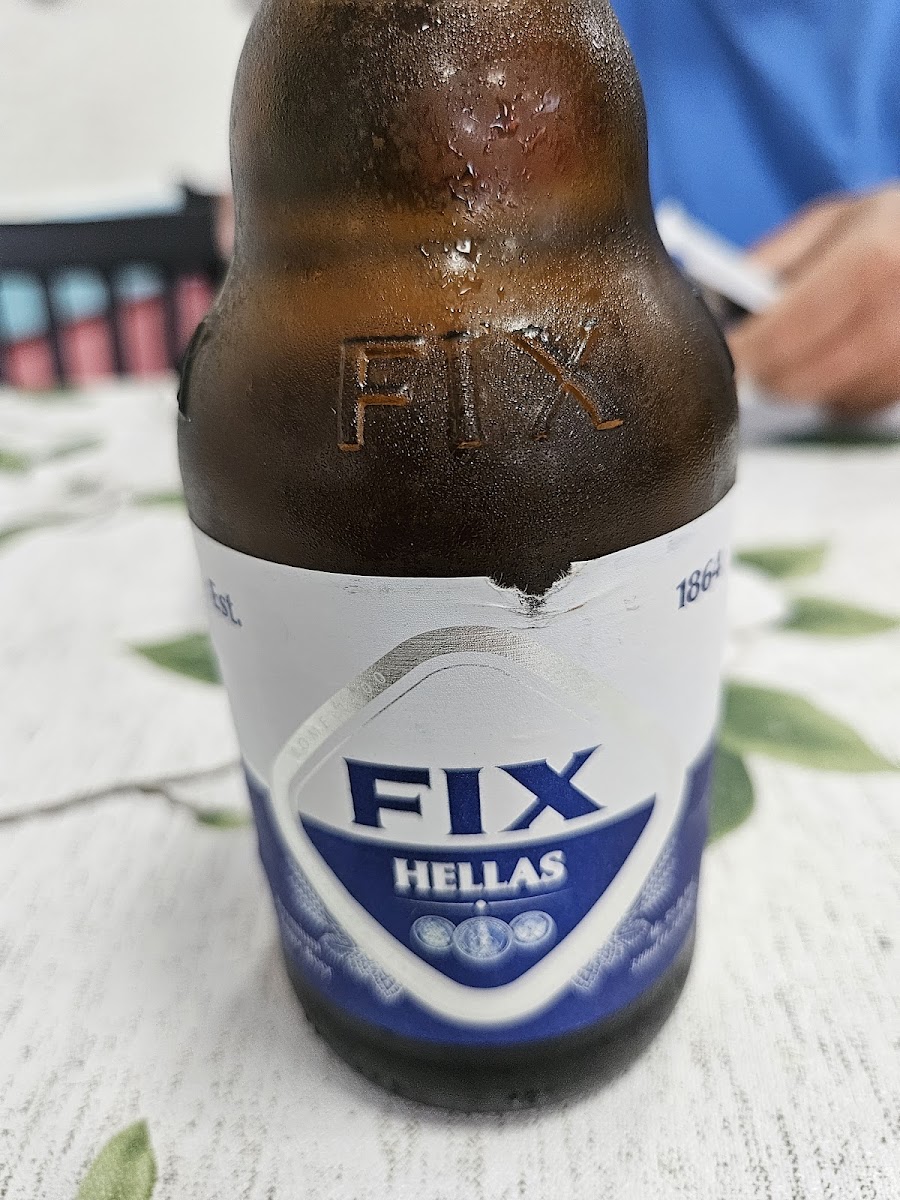 FIX
Est. 1864
FIX
HELLAS